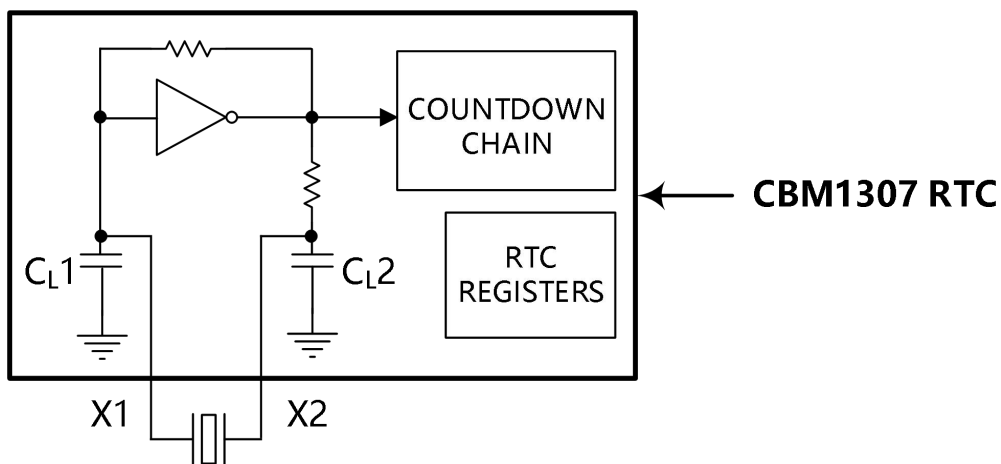 COUNTDOWN
CHAIN
CBM1307 RTC
RTC
REGISTERS
CL1
CL2
X1
X2